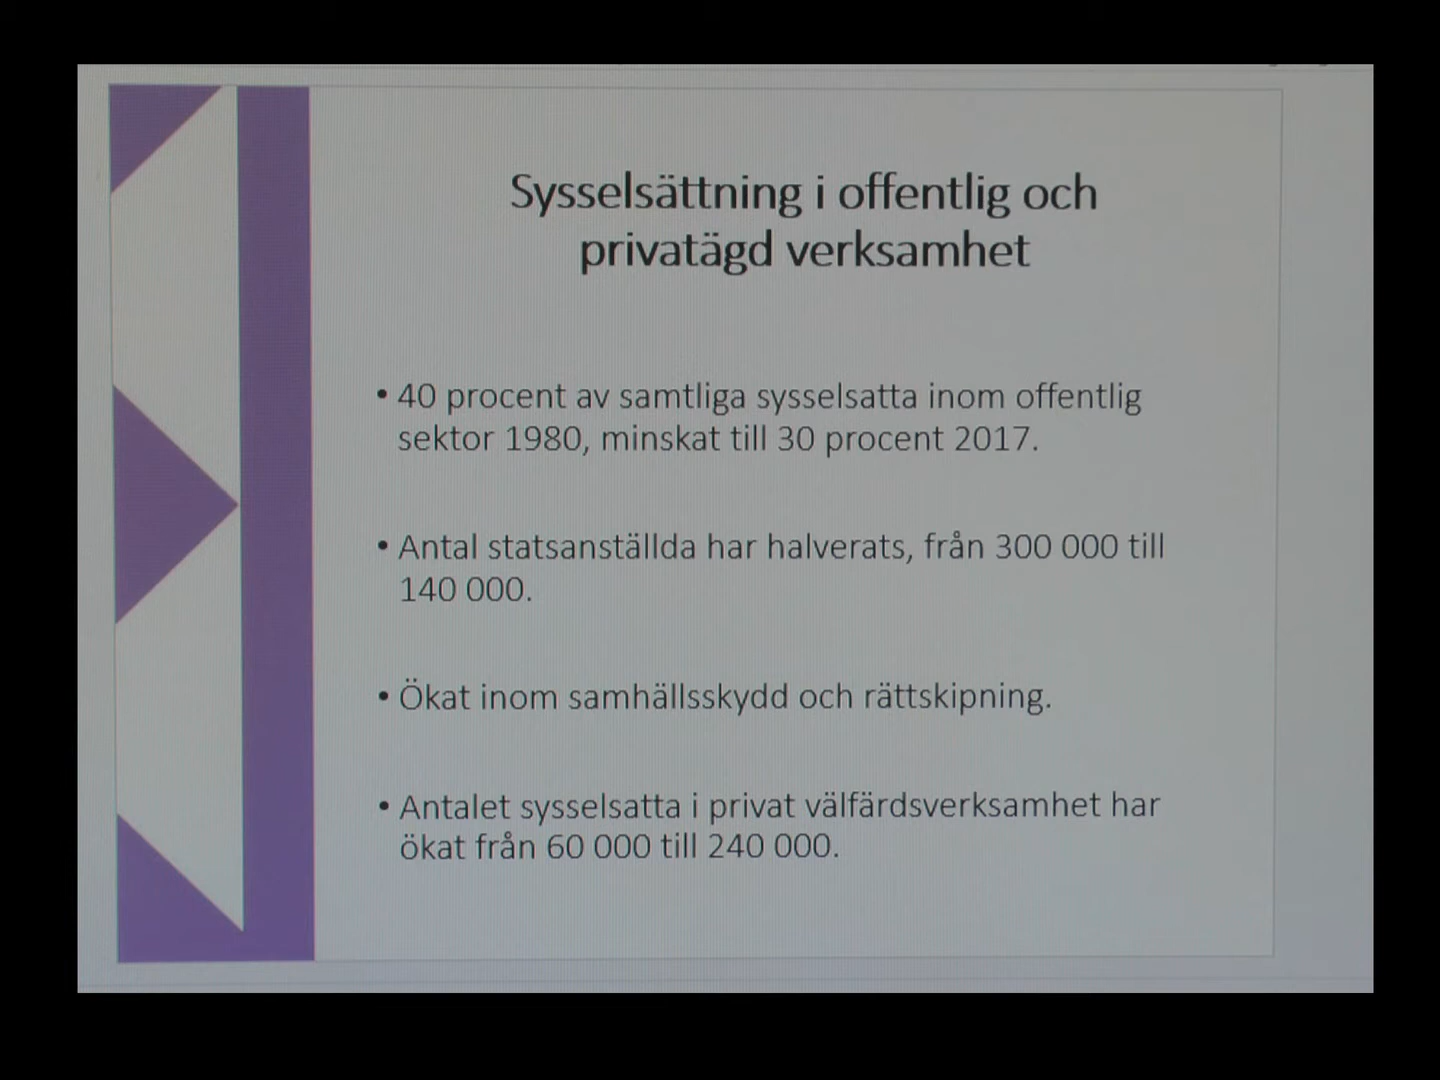 Sysselsättning i offentlig och
privatägd verksamhet
• 40 procent av samtliga sysselsatta inom offentlig
sektor 1980, minskat till 30 procent 2017.
• Antal statsanställda har halverats, från 300 000 till
140 000.
• Ökat inom samhällsskydd och rättskipning.
• Antalet sysselsatta i privat välfärdsverksamhet har
ökat från 60 000 till 240 000.